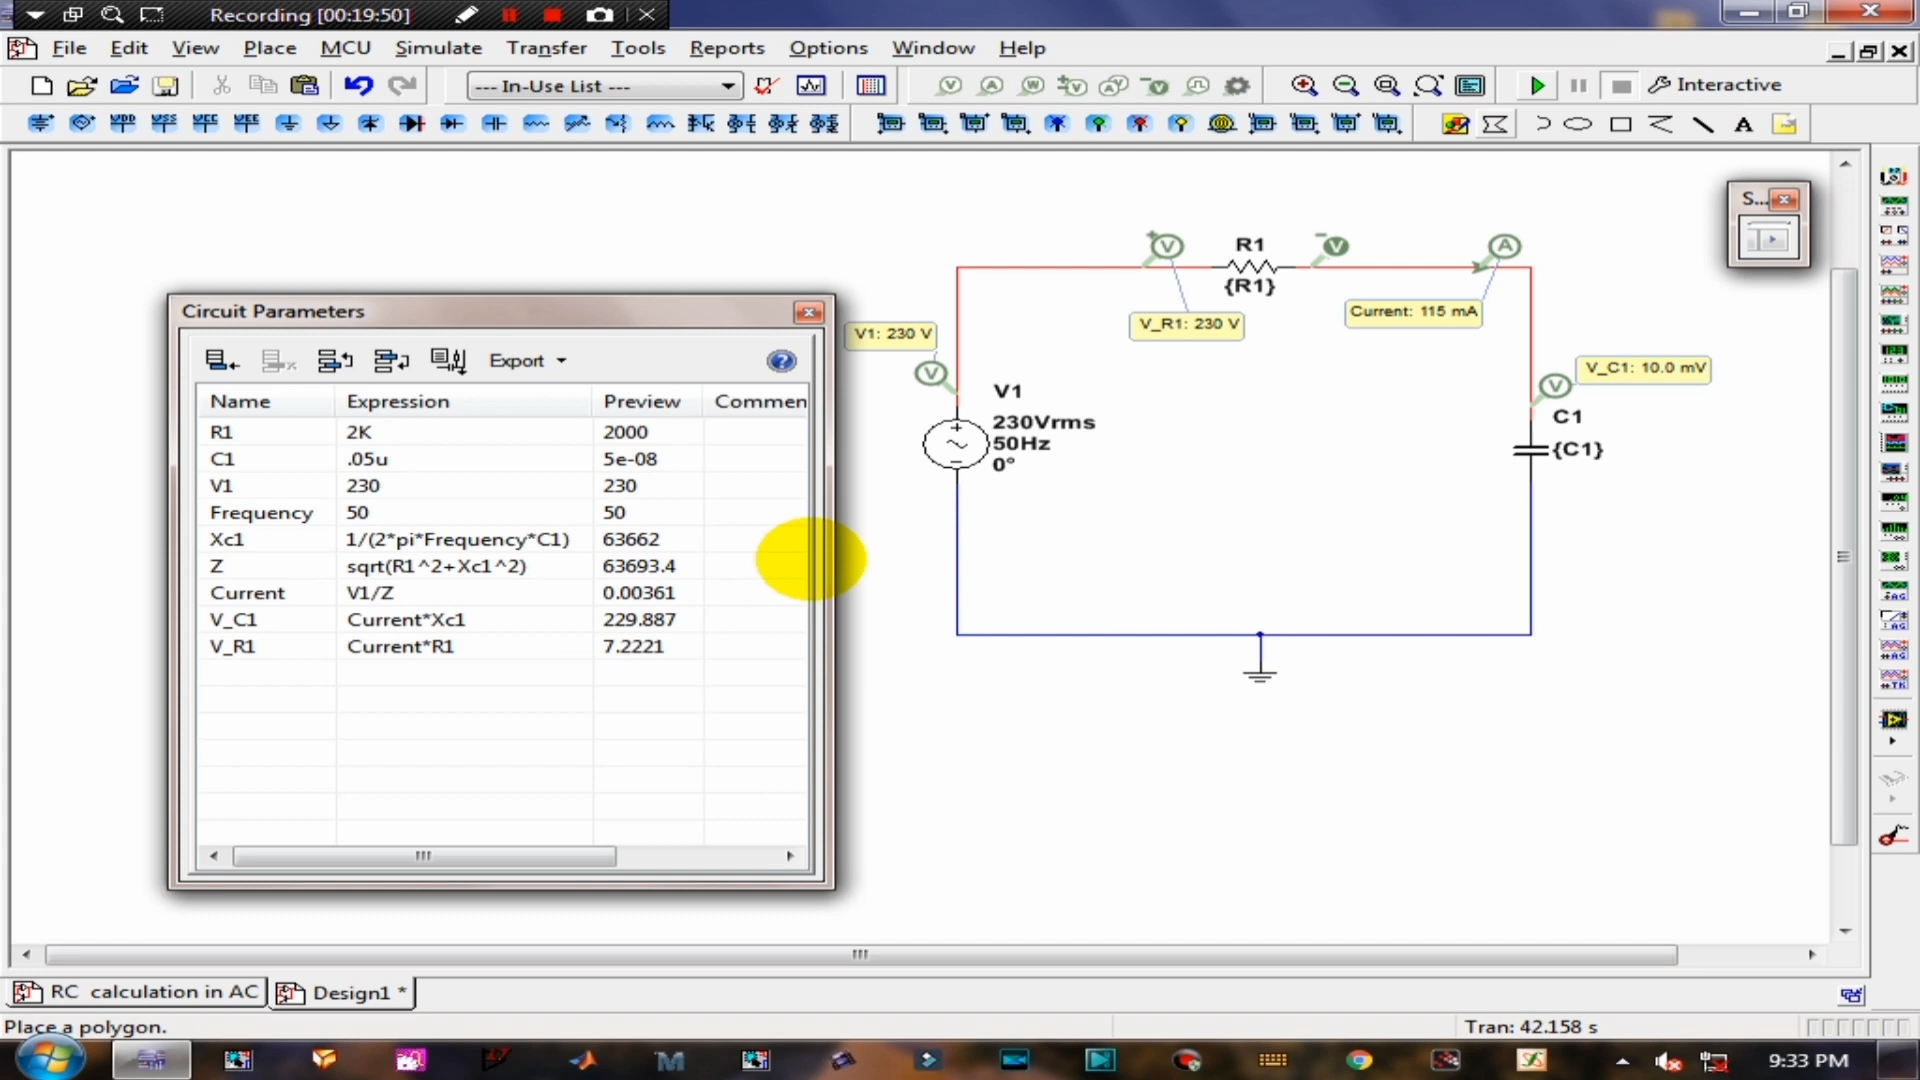 Recording [00:19:50]
File Edit View Place MCU Simulate Transfer Tools Reports Options Window Help
--- In-Use List ---
Interactive
S...
Circuit Parameters
Export
Name Expression Preview Commen
R1 2K 2000
C1 .05u 5e-08
V1 230 230
Frequency 50 50
Xc1 1/(2*pi*Frequency*C1) 63662
Z sqrt(R1^2+Xc1^2) 63693.4
Current V1/Z 0.00361
V_C1 Current*Xc1 229.887
V_R1 Current*R1 7.2221
R1
{R1}
V1: 230 V
V_R1: 230 V
Current: 115 mA
V_C1: 10.0 mV
V1
230Vrms
50Hz
0°
C1
{C1}
RC calculation in AC
Design1 *
Place a polygon.
Tran: 42.158 s
9:33 PM